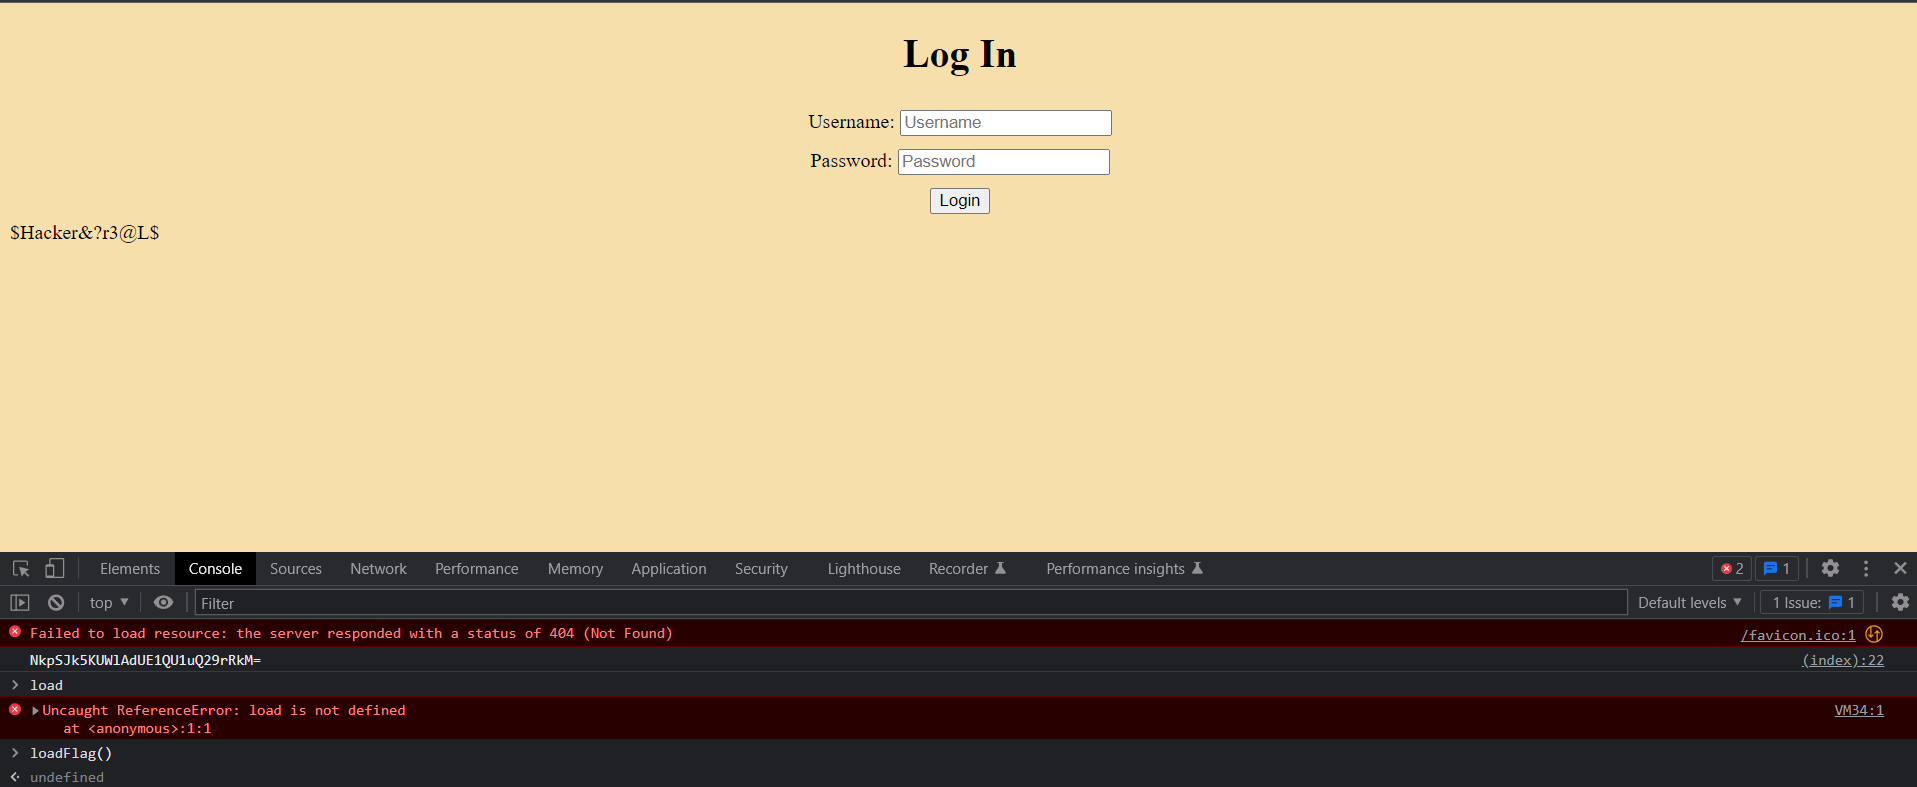 Log In
Username: Username
Password: Password
Login
$Hacker&?r3@L$
Elements Console Sources Network Performance Memory Application Security Lighthouse Recorder Performance insights 2 1
top Filter Default levels 1 Issue: 1
Failed to load resource: the server responded with a status of 404 (Not Found) /favicon.ico:1
NkpSJk5KUWlAdUE1QU1uQ29rRkM= (index):22
load
Uncaught ReferenceError: load is not defined VM34:1
at <anonymous>:1:1
loadFlag()
undefined